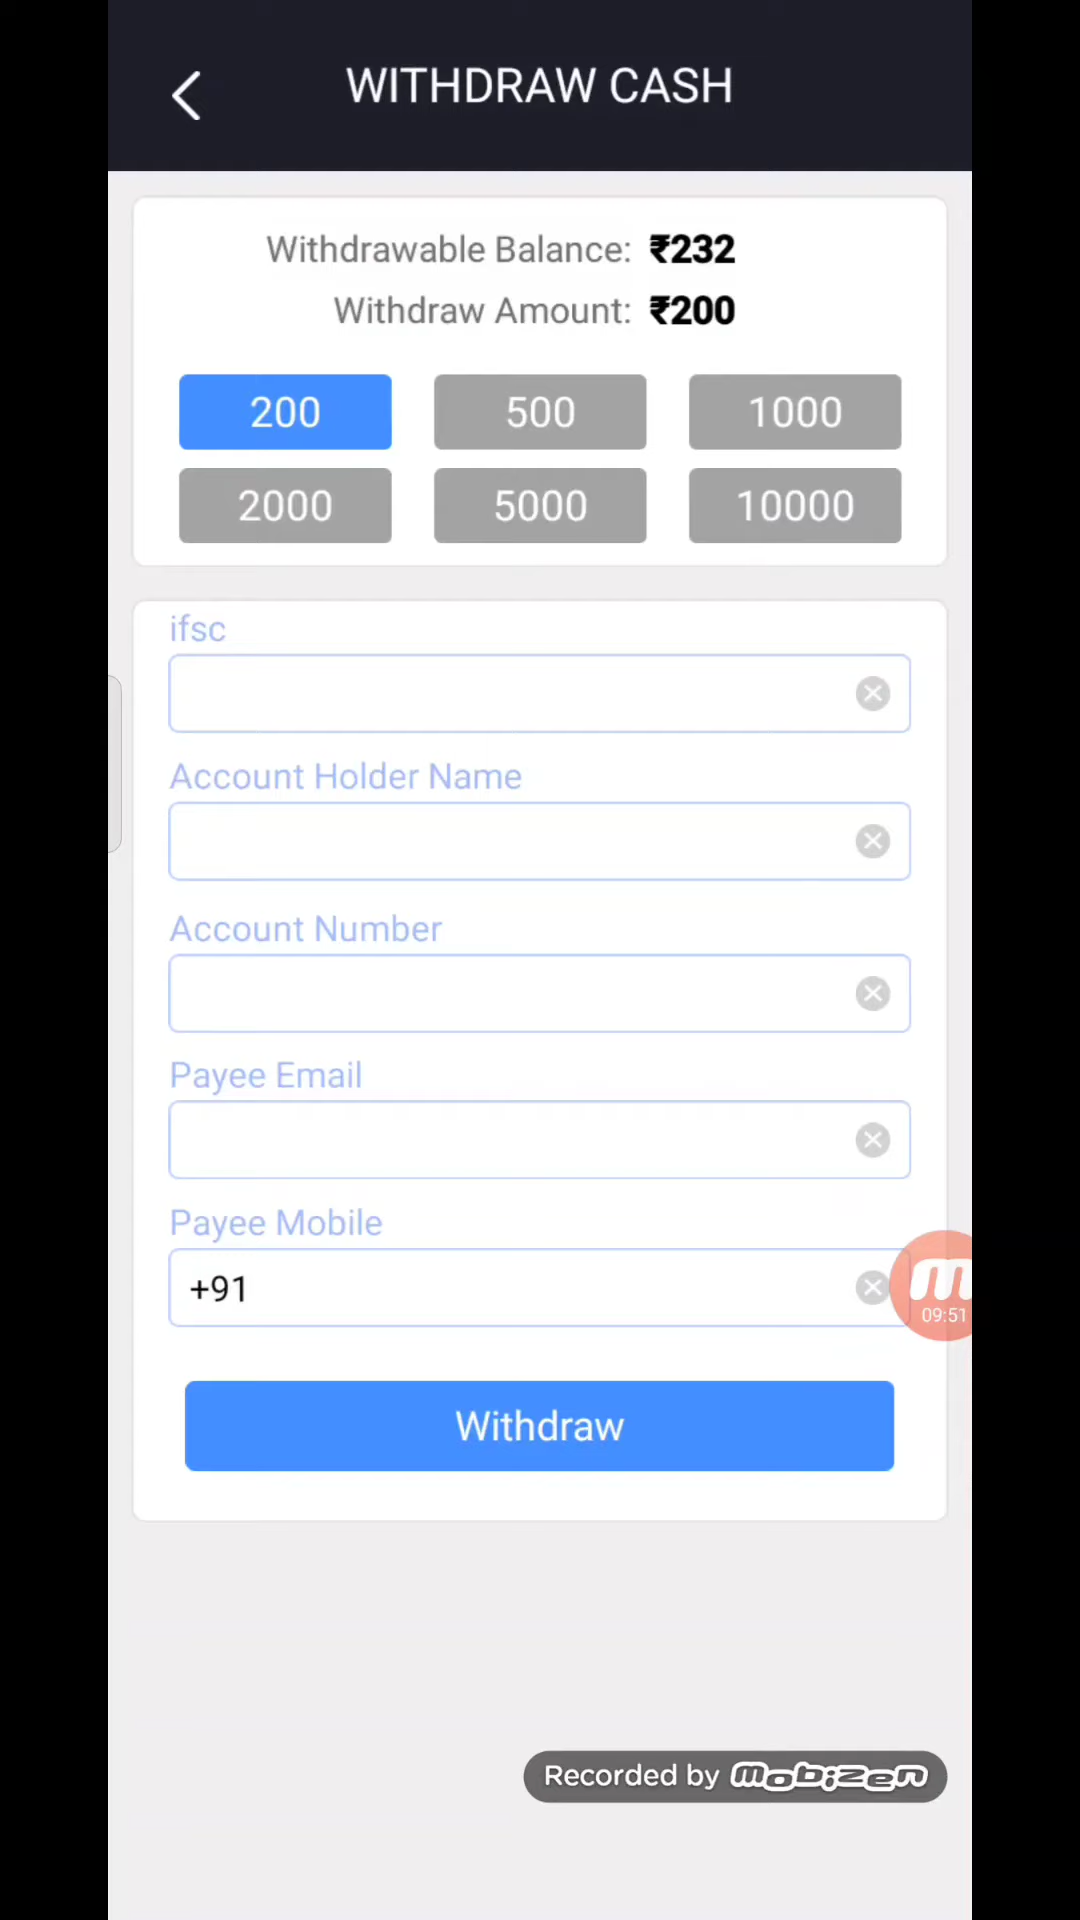 WITHDRAW CASH
Withdrawable Balance: ₹232
Withdraw Amount: ₹200
200 500 1000
2000 5000 10000
ifsc
Account Holder Name
Account Number
Payee Email
Payee Mobile
+91
09:51
Withdraw
Recorded by mobizen